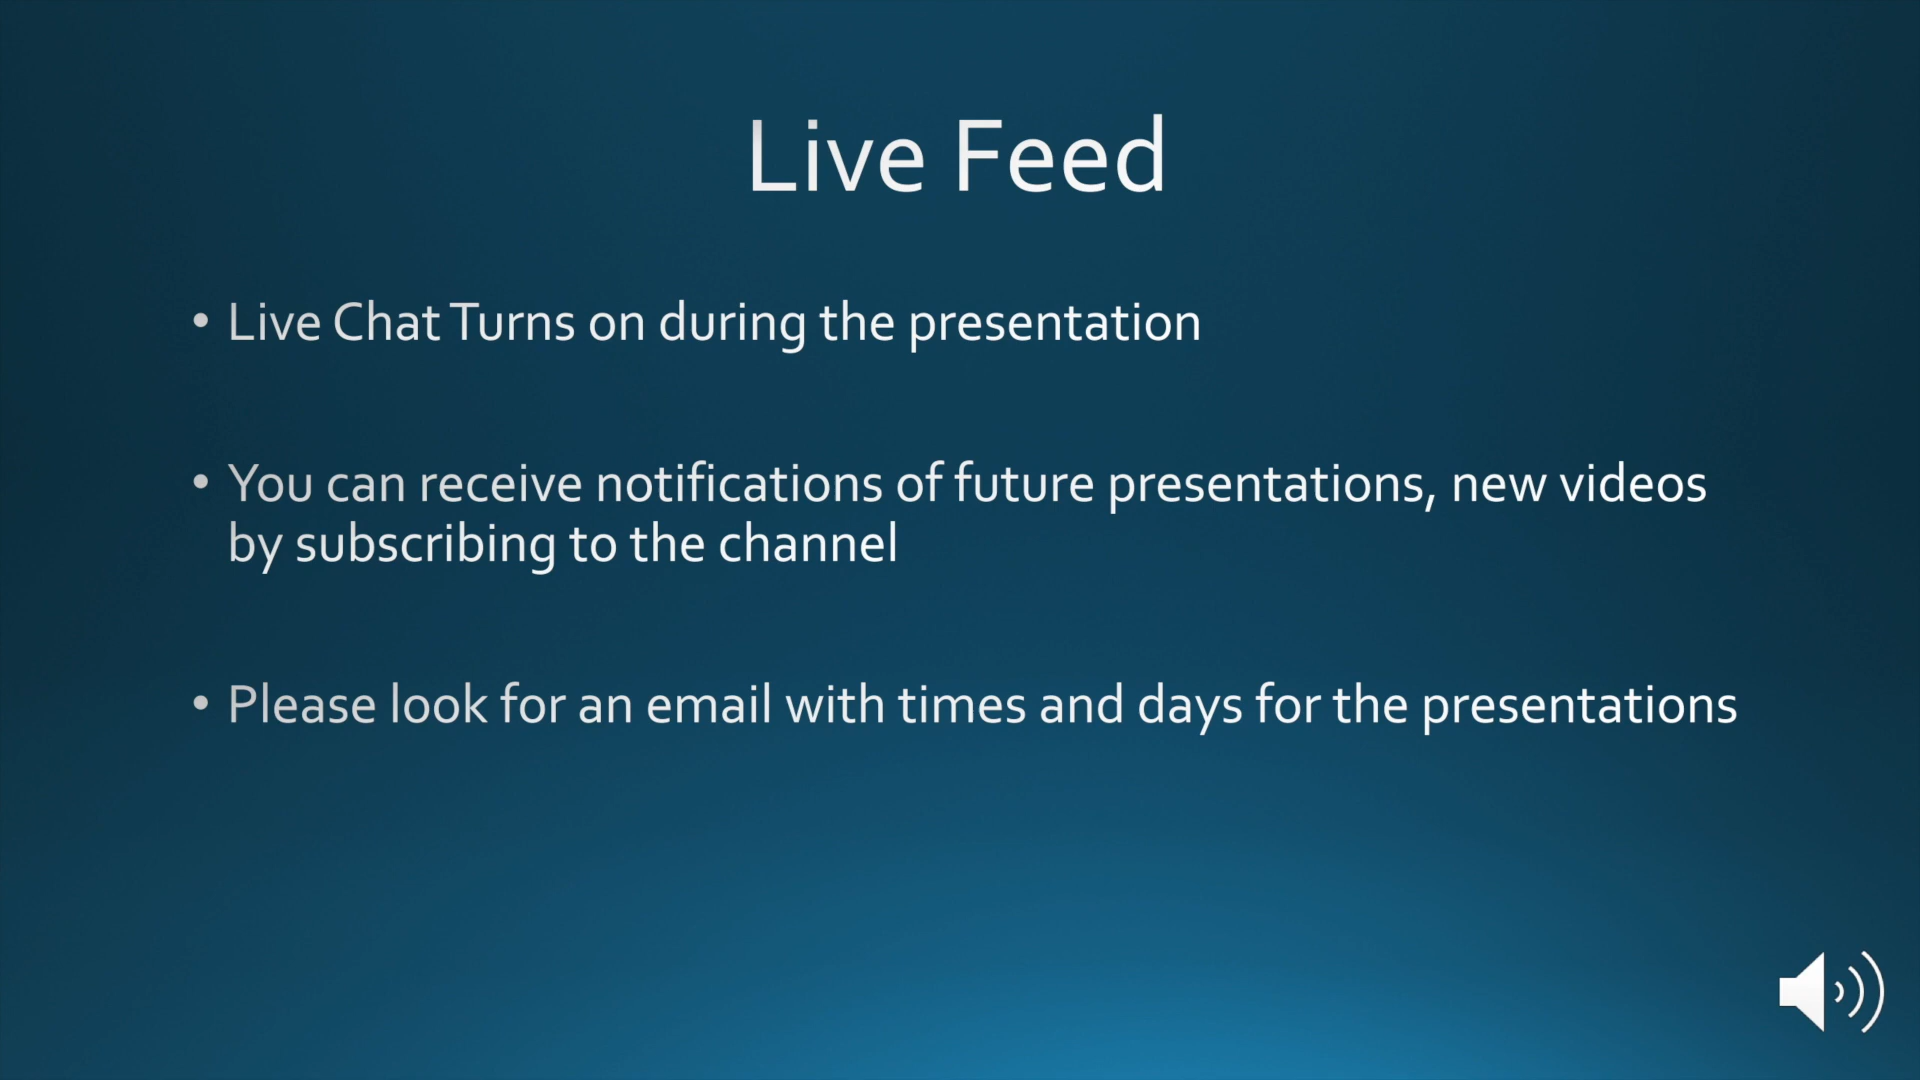 Live Feed
• Live Chat Turns on during the presentation
• You can receive notifications of future presentations, new videos
by subscribing to the channel
• Please look for an email with times and days for the presentations